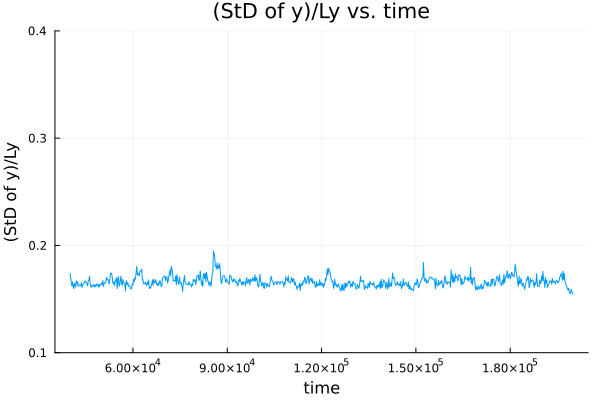 (StD of y)/Ly vs. time
0.4
0.3
0.2
0.1
(StD of y)/Ly
6.00×10⁴ 9.00×10⁴ 1.20×10⁵ 1.50×10⁵ 1.80×10⁵
time